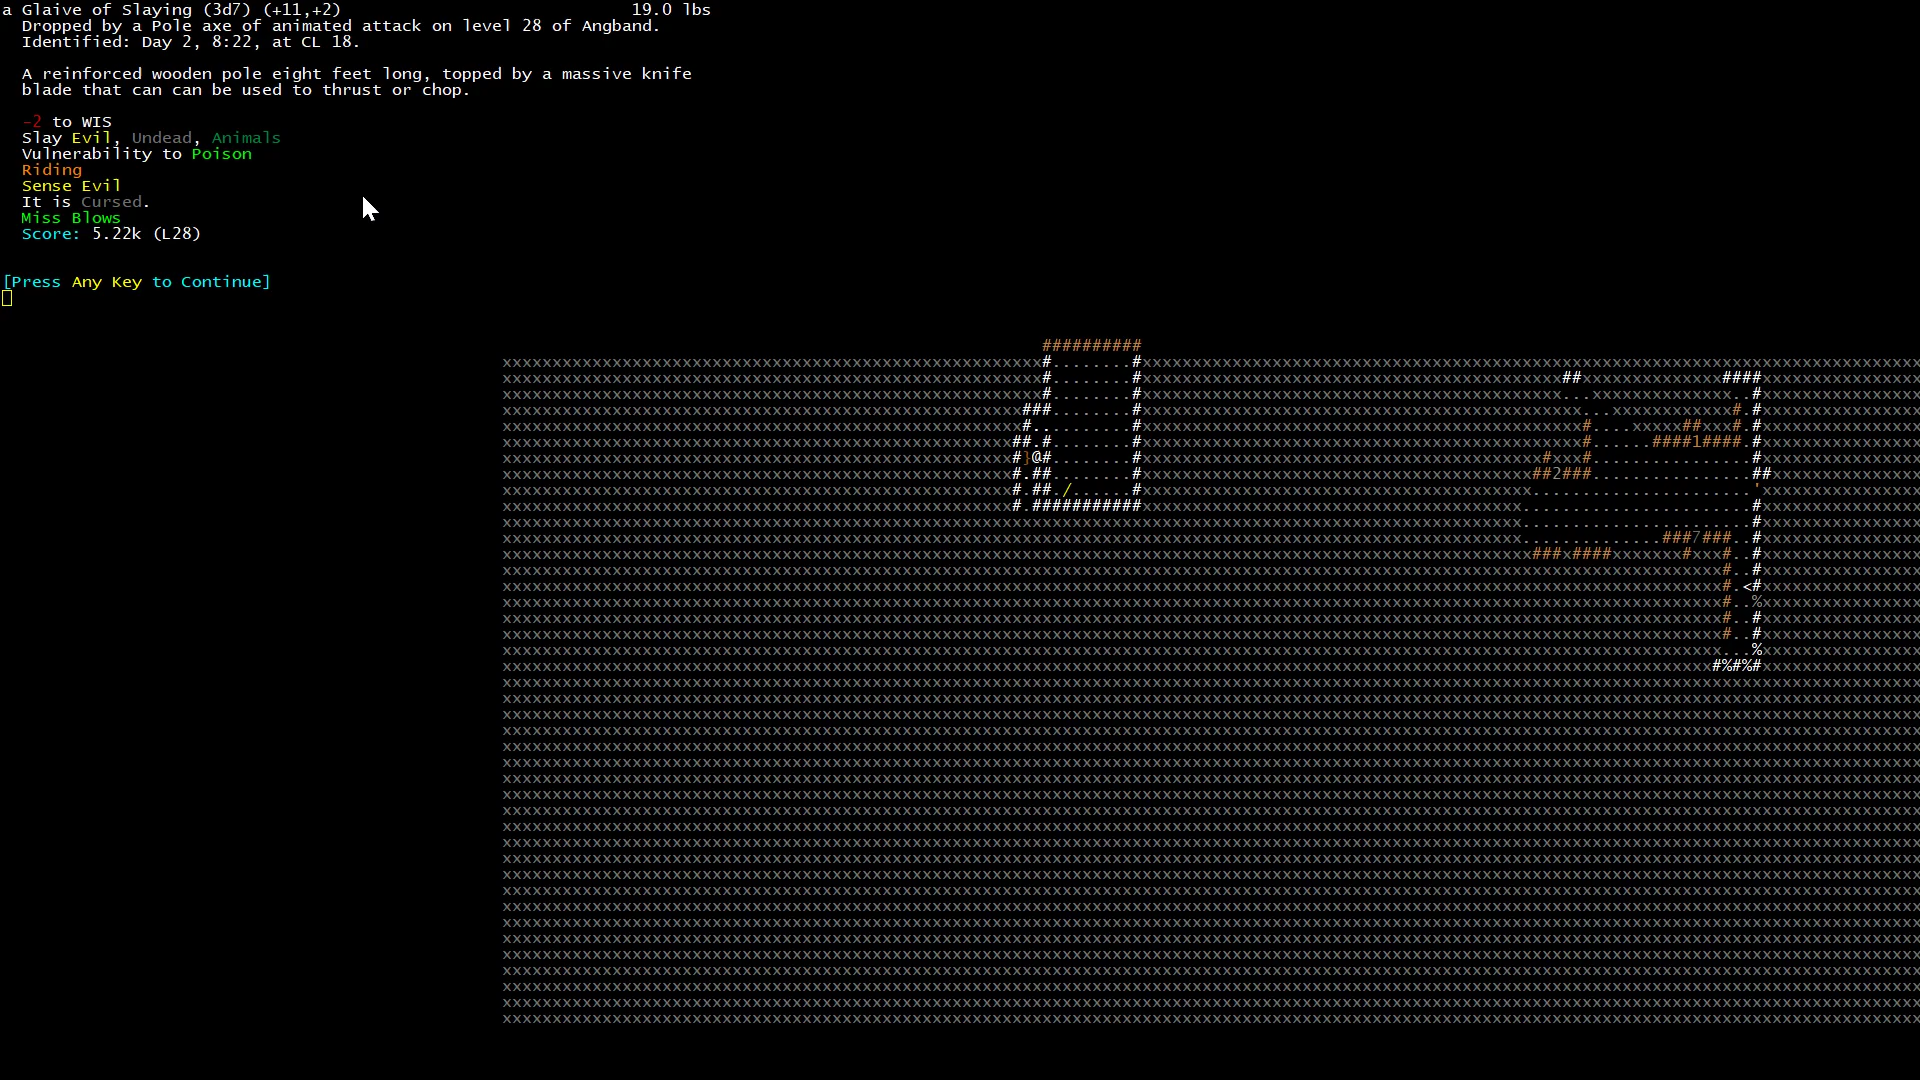 a Glaive of Slaying (3d7) (+11,+2) 19.0 lbs
Dropped by a Pole axe of animated attack on level 28 of Angband.
Identified: Day 2, 8:22, at CL 18.
A reinforced wooden pole eight feet long, topped by a massive knife
blade that can can be used to thrust or chop.
-2 to WIS
Slay Evil, Undead, Animals
Vulnerability to Poison
Riding
Sense Evil
It is Cursed.
Miss Blows
Score: 5.22k (L28)
[Press Any Key to Continue]